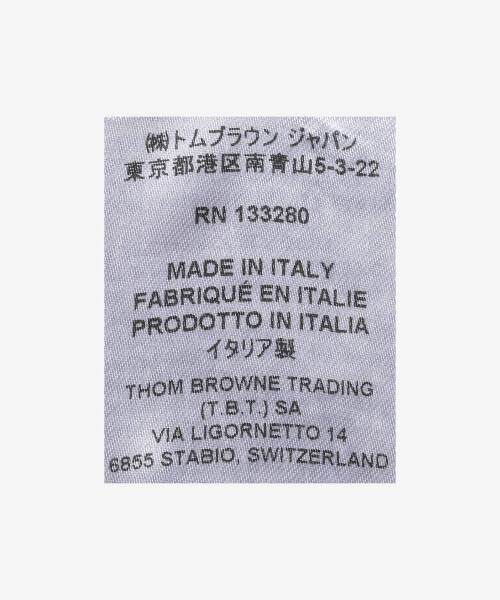 ㈱トムブラウン ジャパン
東京都港区南青山5-3-22
RN 133280
MADE IN ITALY
FABRIQUÉ EN ITALIE
PRODOTTO IN ITALIA
イタリア製
THOM BROWNE TRADING
(T.B.T.) SA
VIA LIGORNETTO 14
6855 STABIO, SWITZERLAND